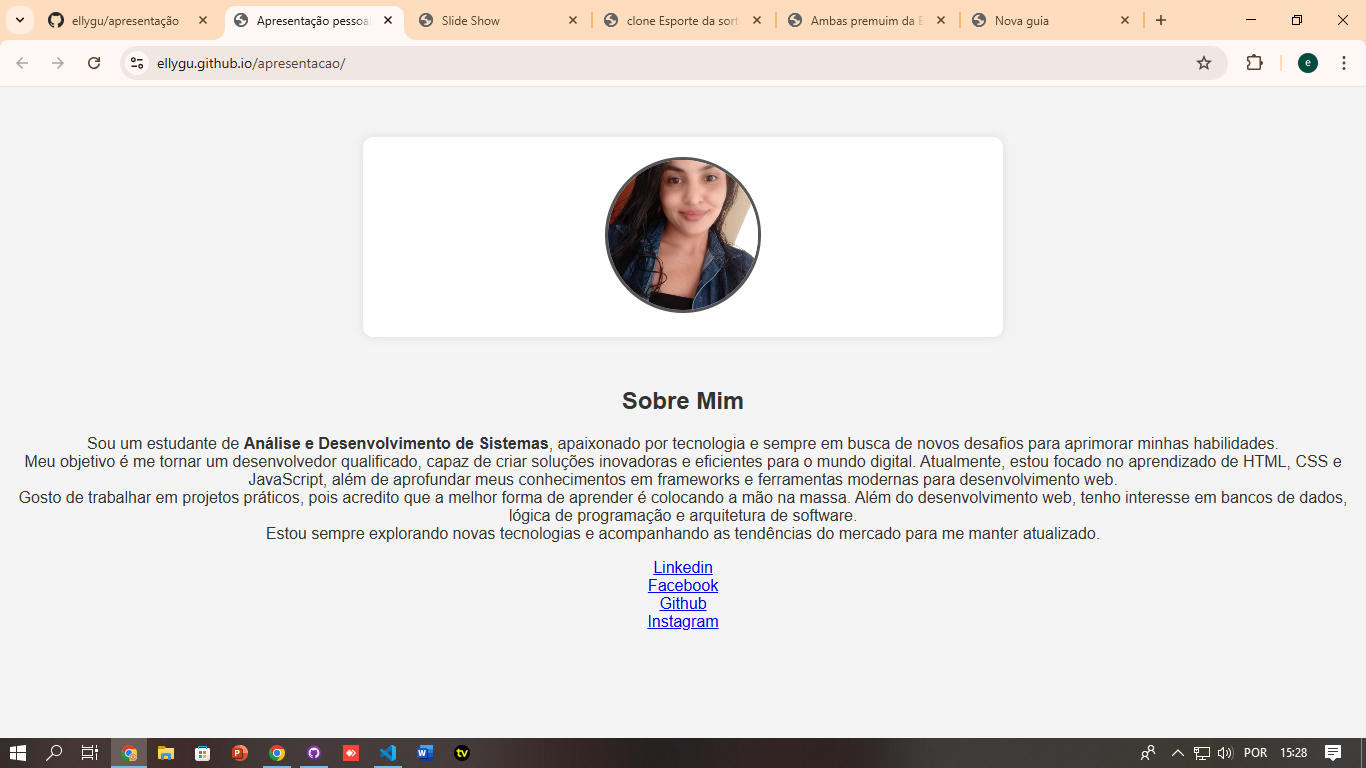 ellygu/apresentação
Apresentação pessoal
Slide Show
clone Esporte da sort
Ambas premuim da E
Nova guia
ellygu.github.io/apresentacao/
e
Sobre Mim
Sou um estudante de Análise e Desenvolvimento de Sistemas, apaixonado por tecnologia e sempre em busca de novos desafios para aprimorar minhas habilidades.
Meu objetivo é me tornar um desenvolvedor qualificado, capaz de criar soluções inovadoras e eficientes para o mundo digital. Atualmente, estou focado no aprendizado de HTML, CSS e
JavaScript, além de aprofundar meus conhecimentos em frameworks e ferramentas modernas para desenvolvimento web.
Gosto de trabalhar em projetos práticos, pois acredito que a melhor forma de aprender é colocando a mão na massa. Além do desenvolvimento web, tenho interesse em bancos de dados,
lógica de programação e arquitetura de software.
Estou sempre explorando novas tecnologias e acompanhando as tendências do mercado para me manter atualizado.
Linkedin
Facebook
Github
Instagram
tv
POR
15:28